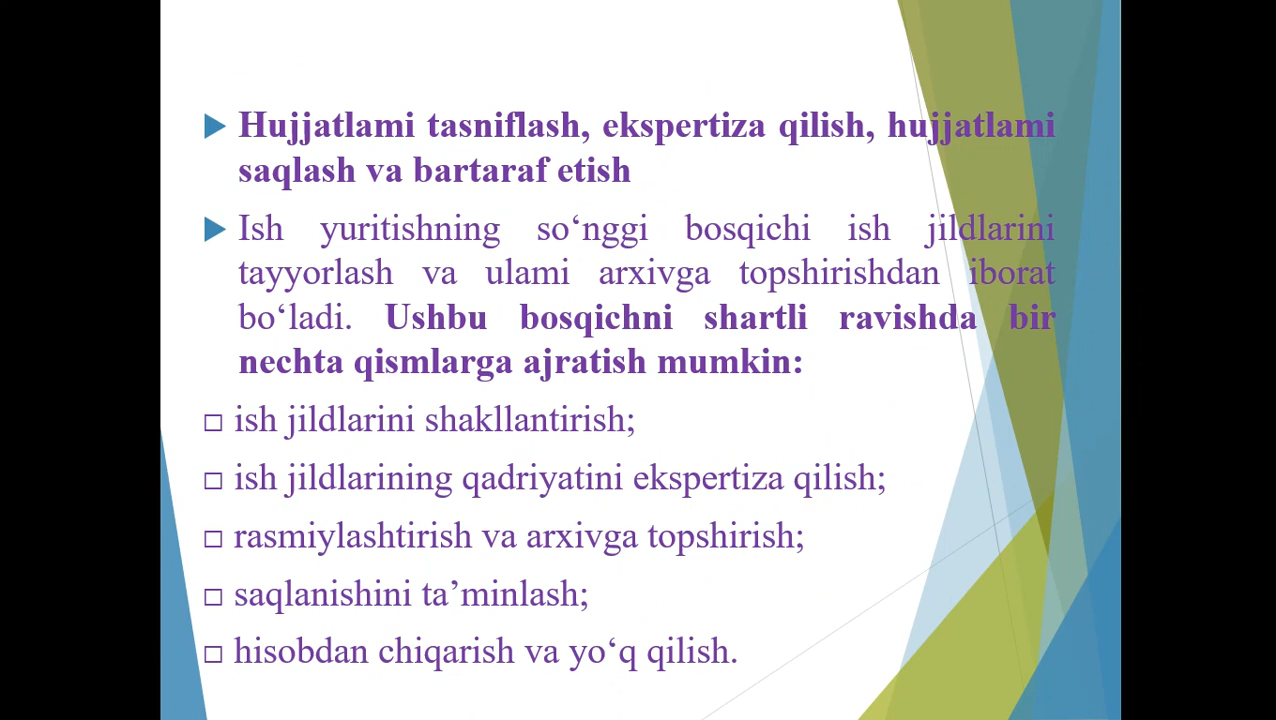 Hujjatlami tasniflash, ekspertiza qilish, hujjatlami
saqlash va bartaraf etish
Ish yuritishning so‘nggi bosqichi ish jildlarini
tayyorlash va ulami arxivga topshirishdan iborat
bo‘ladi. Ushbu bosqichni shartli ravishda bir
nechta qismlarga ajratish mumkin:
□ ish jildlarini shakllantirish;
□ ish jildlarining qadriyatini ekspertiza qilish;
□ rasmiylashtirish va arxivga topshirish;
□ saqlanishini ta’minlash;
□ hisobdan chiqarish va yo‘q qilish.